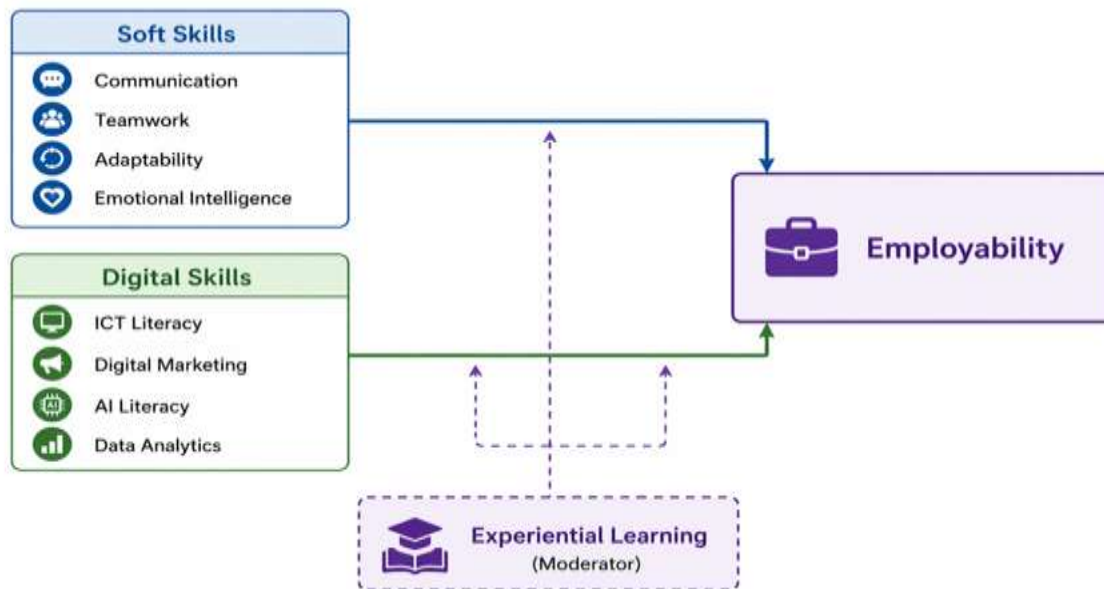 Soft Skills
Communication
Teamwork
Adaptability
Emotional Intelligence
Digital Skills
ICT Literacy
Digital Marketing
AI Literacy
AI
Data Analytics
Employability
Experiential Learning
(Moderator)